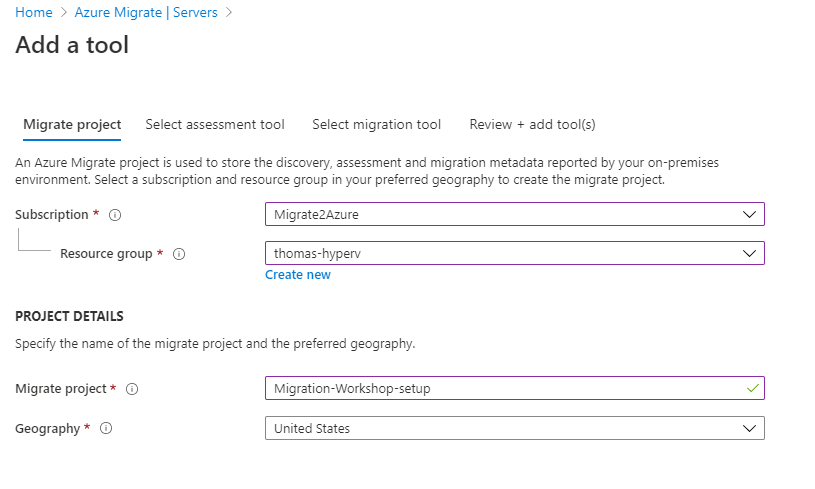 Home > Azure Migrate | Servers >
Add a tool
Migrate project Select assessment tool Select migration tool Review + add tool(s)
An Azure Migrate project is used to store the discovery, assessment and migration metadata reported by your on-premises
environment. Select a subscription and resource group in your preferred geography to create the migrate project.
Subscription * Migrate2Azure
Resource group * thomas-hyperv
Create new
PROJECT DETAILS
Specify the name of the migrate project and the preferred geography.
Migrate project * Migration-Workshop-setup
Geography * United States